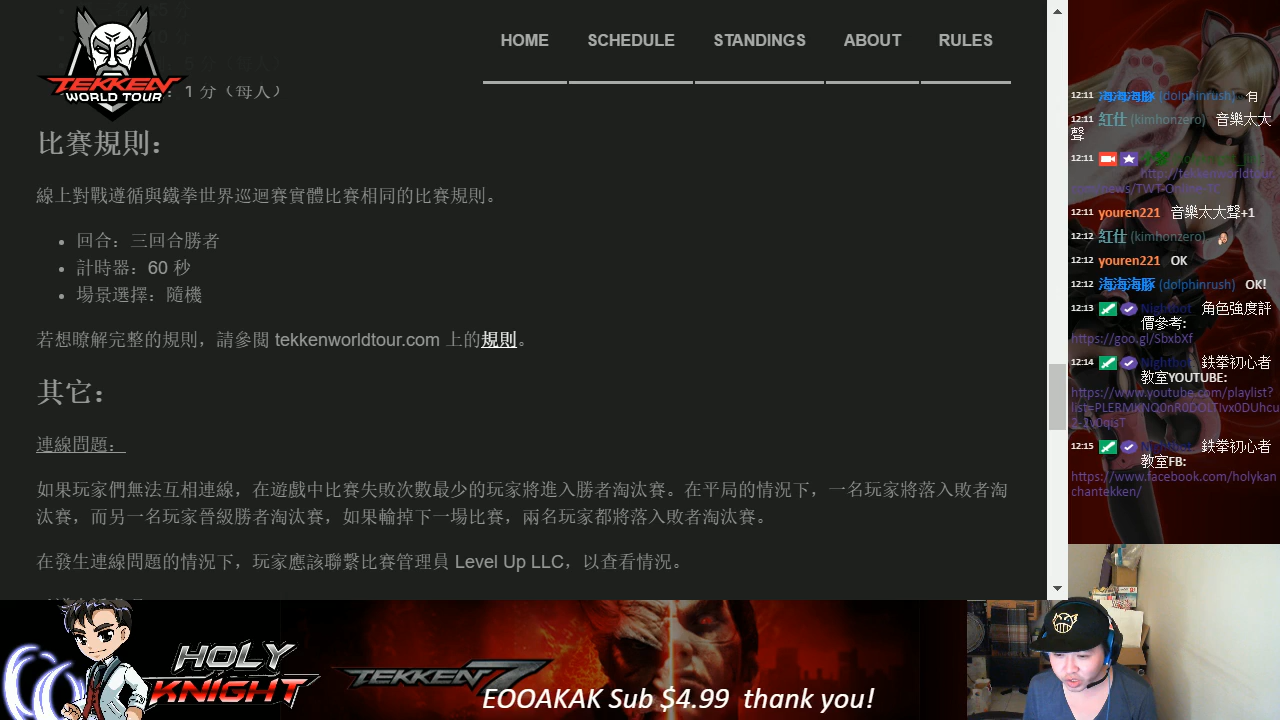 TEKKEN
WORLD TOUR
HOME
SCHEDULE
STANDINGS
ABOUT
RULES
1 分（每人）
比賽規則：
線上對戰遵循與鐵拳世界巡迴賽實體比賽相同的比賽規則。
回合：三回合勝者
計時器：60 秒
場景選擇：隨機
若想瞭解完整的規則，請參閱 tekkenworldtour.com 上的規則。
其它：
連線問題：
如果玩家們無法互相連線，在遊戲中比賽失敗次數最少的玩家將進入勝者淘汰賽。在平局的情況下，一名玩家將落入敗者淘
汰賽，而另一名玩家晉級勝者淘汰賽，如果輸掉下一場比賽，兩名玩家都將落入敗者淘汰賽。
在發生連線問題的情況下，玩家應該聯繫比賽管理員 Level Up LLC，以查看情況。
12:11 海海海豚 (dolphinrush) 有
12:11 紅仕 (kimhonzero) 音樂太大
聲
12:11
http://tekkenworldtour.
12:11 youren221 音樂太大聲+1
12:12 紅仕 (kimhonzero)
12:12 youren221 OK
12:12 海海海豚 (dolphinrush) OK!
12:13 Nightbot 角色強度評
價參考:
https://goo.gl/SbxbXf
12:14 Nightbot 鉄拳初心者
教室YOUTUBE:
https://www.youtube.com/playlist?
12:15 Nightbot 鉄拳初心者
教室FB:
https://www.facebook.com/holykan
chantekken/
HOLY
KNIGHT
TEKKEN 7
EOOAKAK Sub $4.99 thank you!